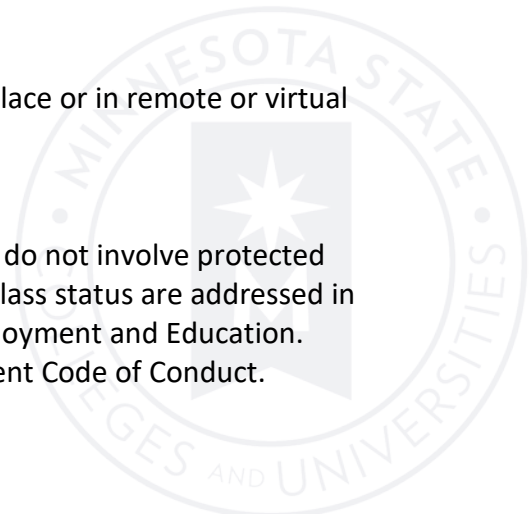 lace or in remote or virtual
do not involve protected
lass status are addressed in
oyment and Education.
ent Code of Conduct.
MINNESOTA STATE
COLLEGES AND UNIVERSITIES